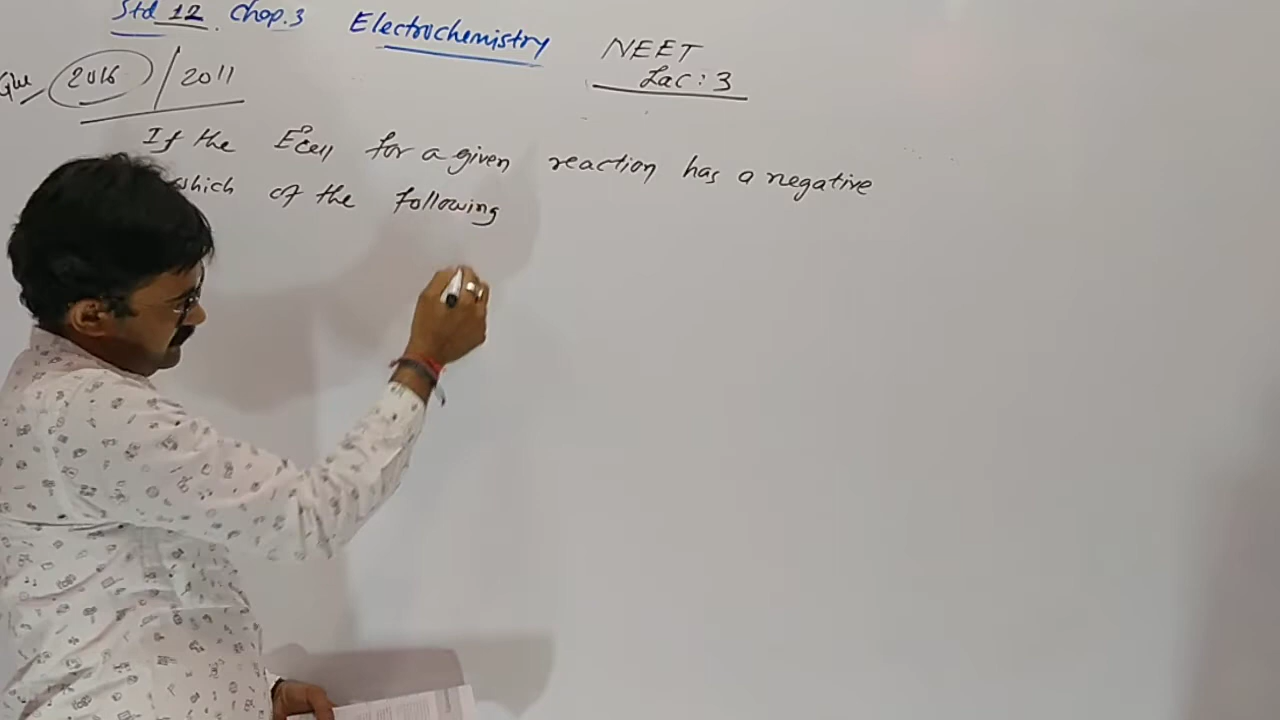 Std 12 Chap.3 Electrochemistry NEET
Lec: 3
2016 / 2011
If the E°cell for a given reaction has a negative
which of the following